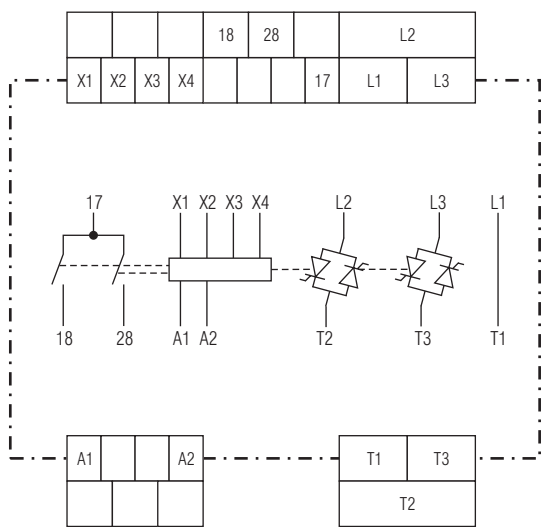 18 28 L2
X1 X2 X3 X4 17 L1 L3
17 X1 X2 X3 X4 L2 L3 L1
18 28 A1 A2 T2 T3 T1
A1 A2 T1 T3
T2